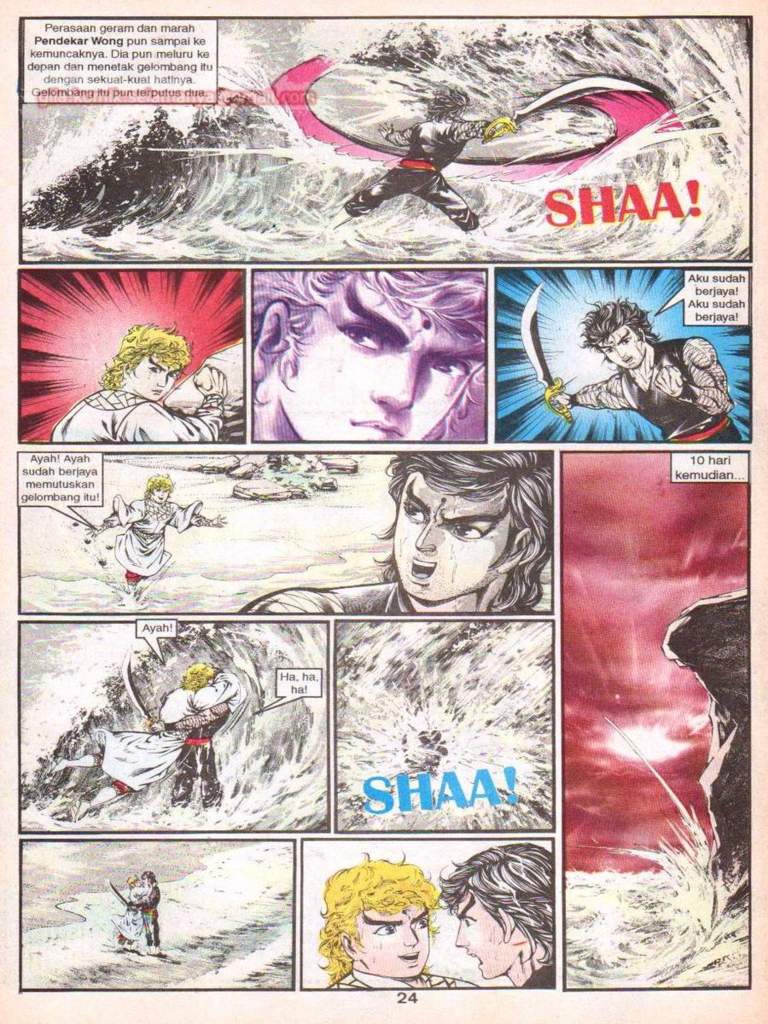 Perasaan geram dan marah
Pendekar Wong pun sampai ke
kemuncaknya. Dia pun meluru ke
depan dan menetak gelombang itu
dengan sekuat-kuat hatinya.
Gelombang itu pun terputus dua.
SHAA!
Aku sudah
berjaya!
Aku sudah
berjaya!
Ayah! Ayah
sudah berjaya
memutuskan
gelombang itu!
10 hari
kemudian...
Ayah!
Ha, ha,
ha!
SHAA!
24